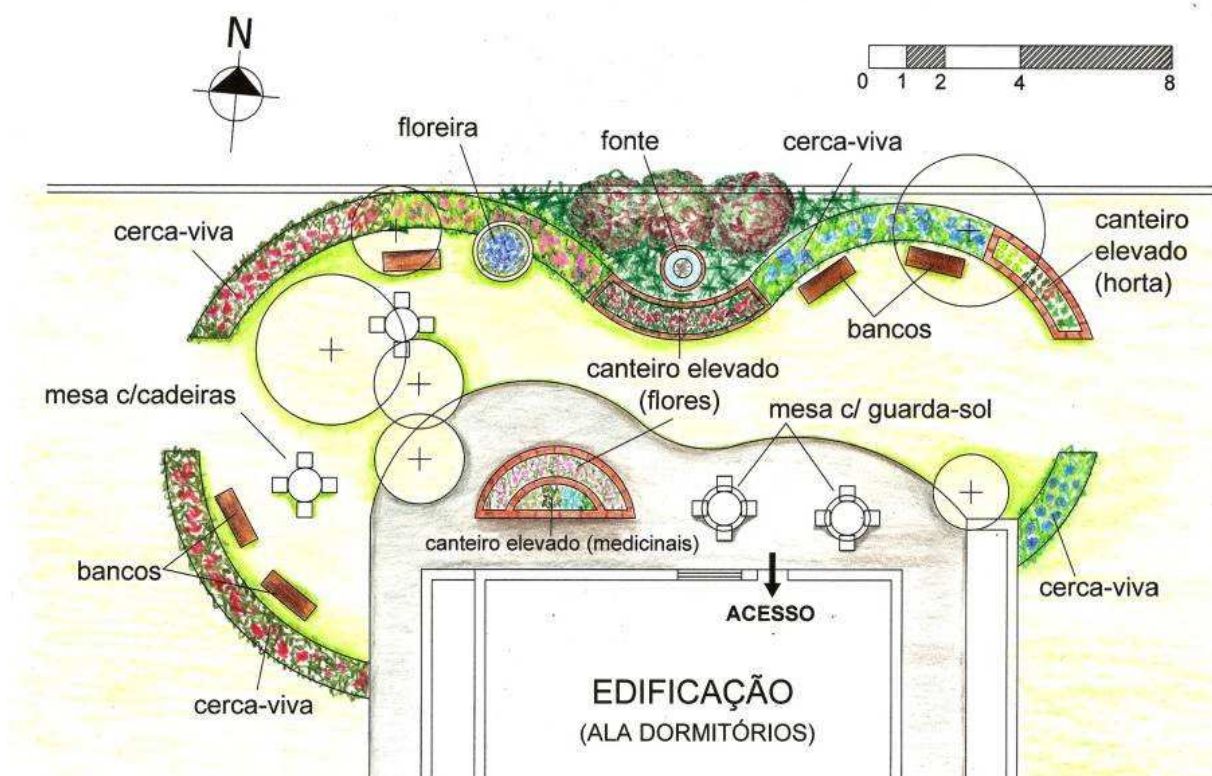 N
0 1 2 4 8
floreira
fonte
cerca-viva
cerca-viva
canteiro
elevado
(horta)
bancos
canteiro elevado
(flores)
mesa c/cadeiras
mesa c/ guarda-sol
canteiro elevado (medicinais)
bancos
cerca-viva
ACESSO
cerca-viva
EDIFICAÇÃO
(ALA DORMITÓRIOS)